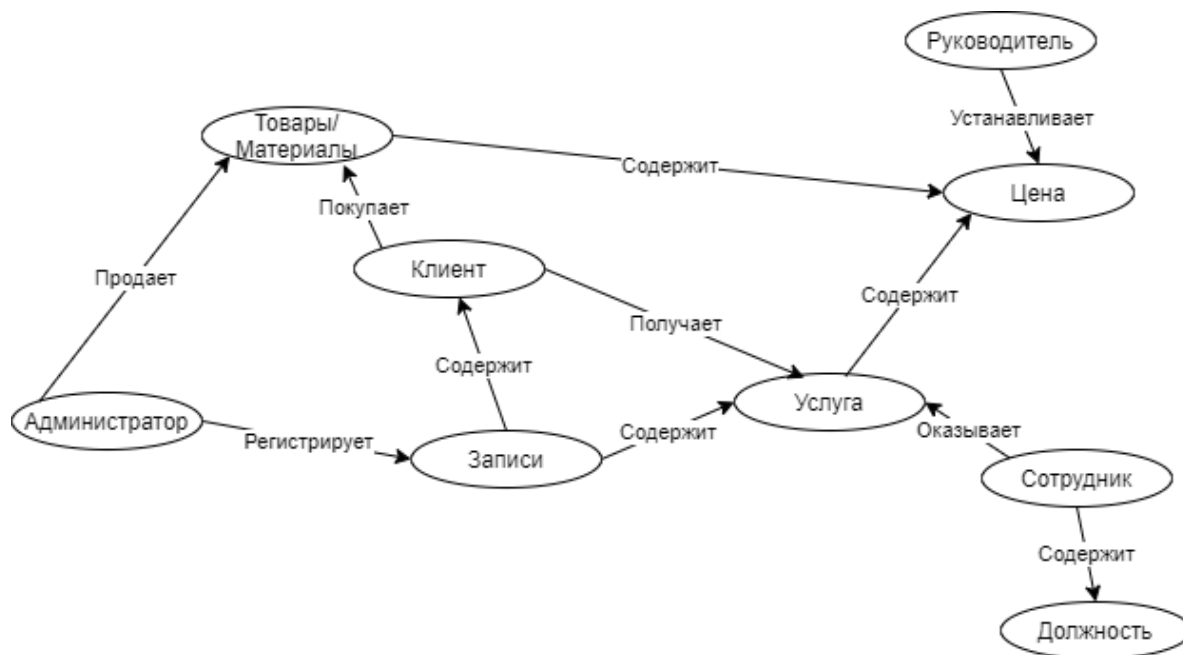 Руководитель
Товары/
Материалы
Устанавливает
Содержит
Цена
Покупает
Клиент
Продает
Содержит
Получает
Содержит
Услуга
Администратор
Регистрирует
Содержит
Оказывает
Записи
Сотрудник
Содержит
Должность